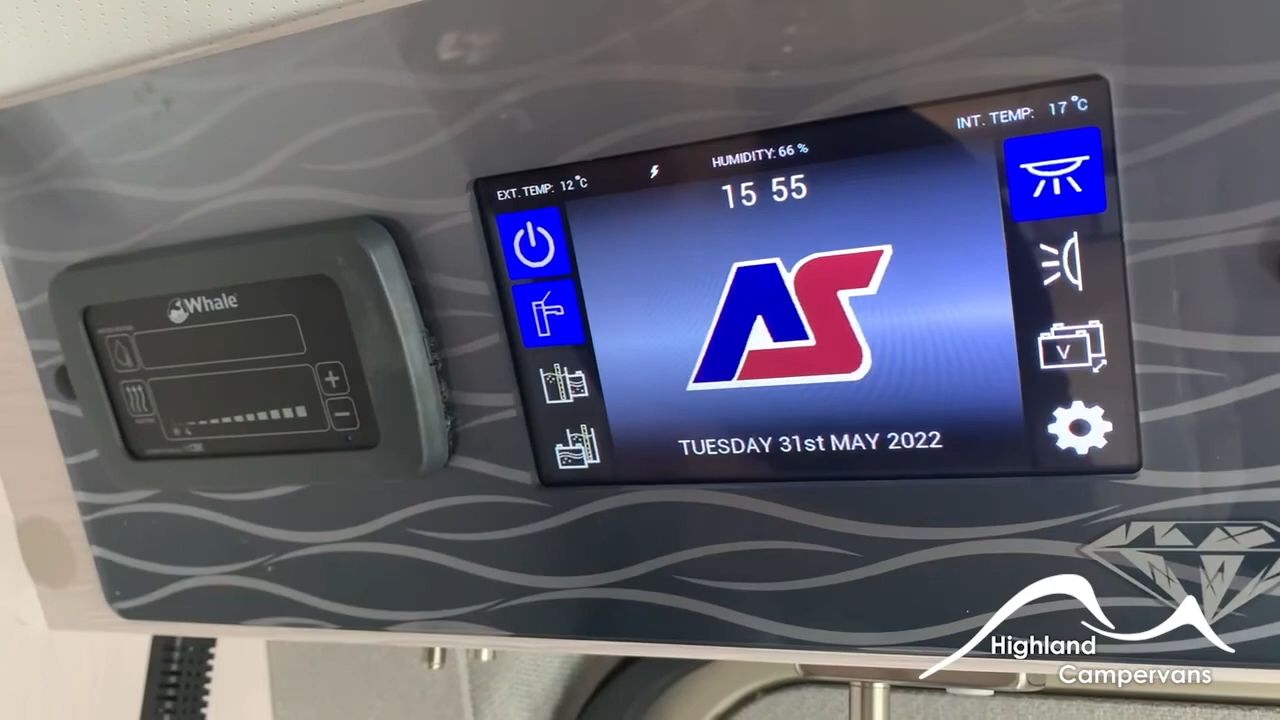 EXT. TEMP: 12°C
HUMIDITY: 66 %
INT. TEMP: 17°C
15 55
Whale
AS
V
TUESDAY 31st MAY 2022
Highland
Campervans